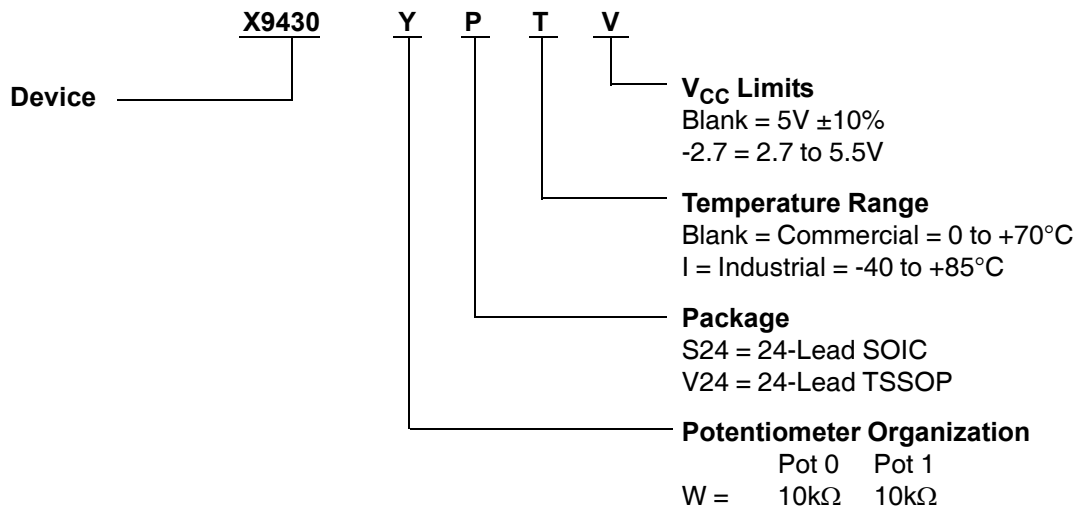 X9430 Y P T V
Device
V_CC Limits
Blank = 5V ±10%
-2.7 = 2.7 to 5.5V
Temperature Range
Blank = Commercial = 0 to +70°C
I = Industrial = -40 to +85°C
Package
S24 = 24-Lead SOIC
V24 = 24-Lead TSSOP
Potentiometer Organization
Pot 0 Pot 1
W = 10kΩ 10kΩ